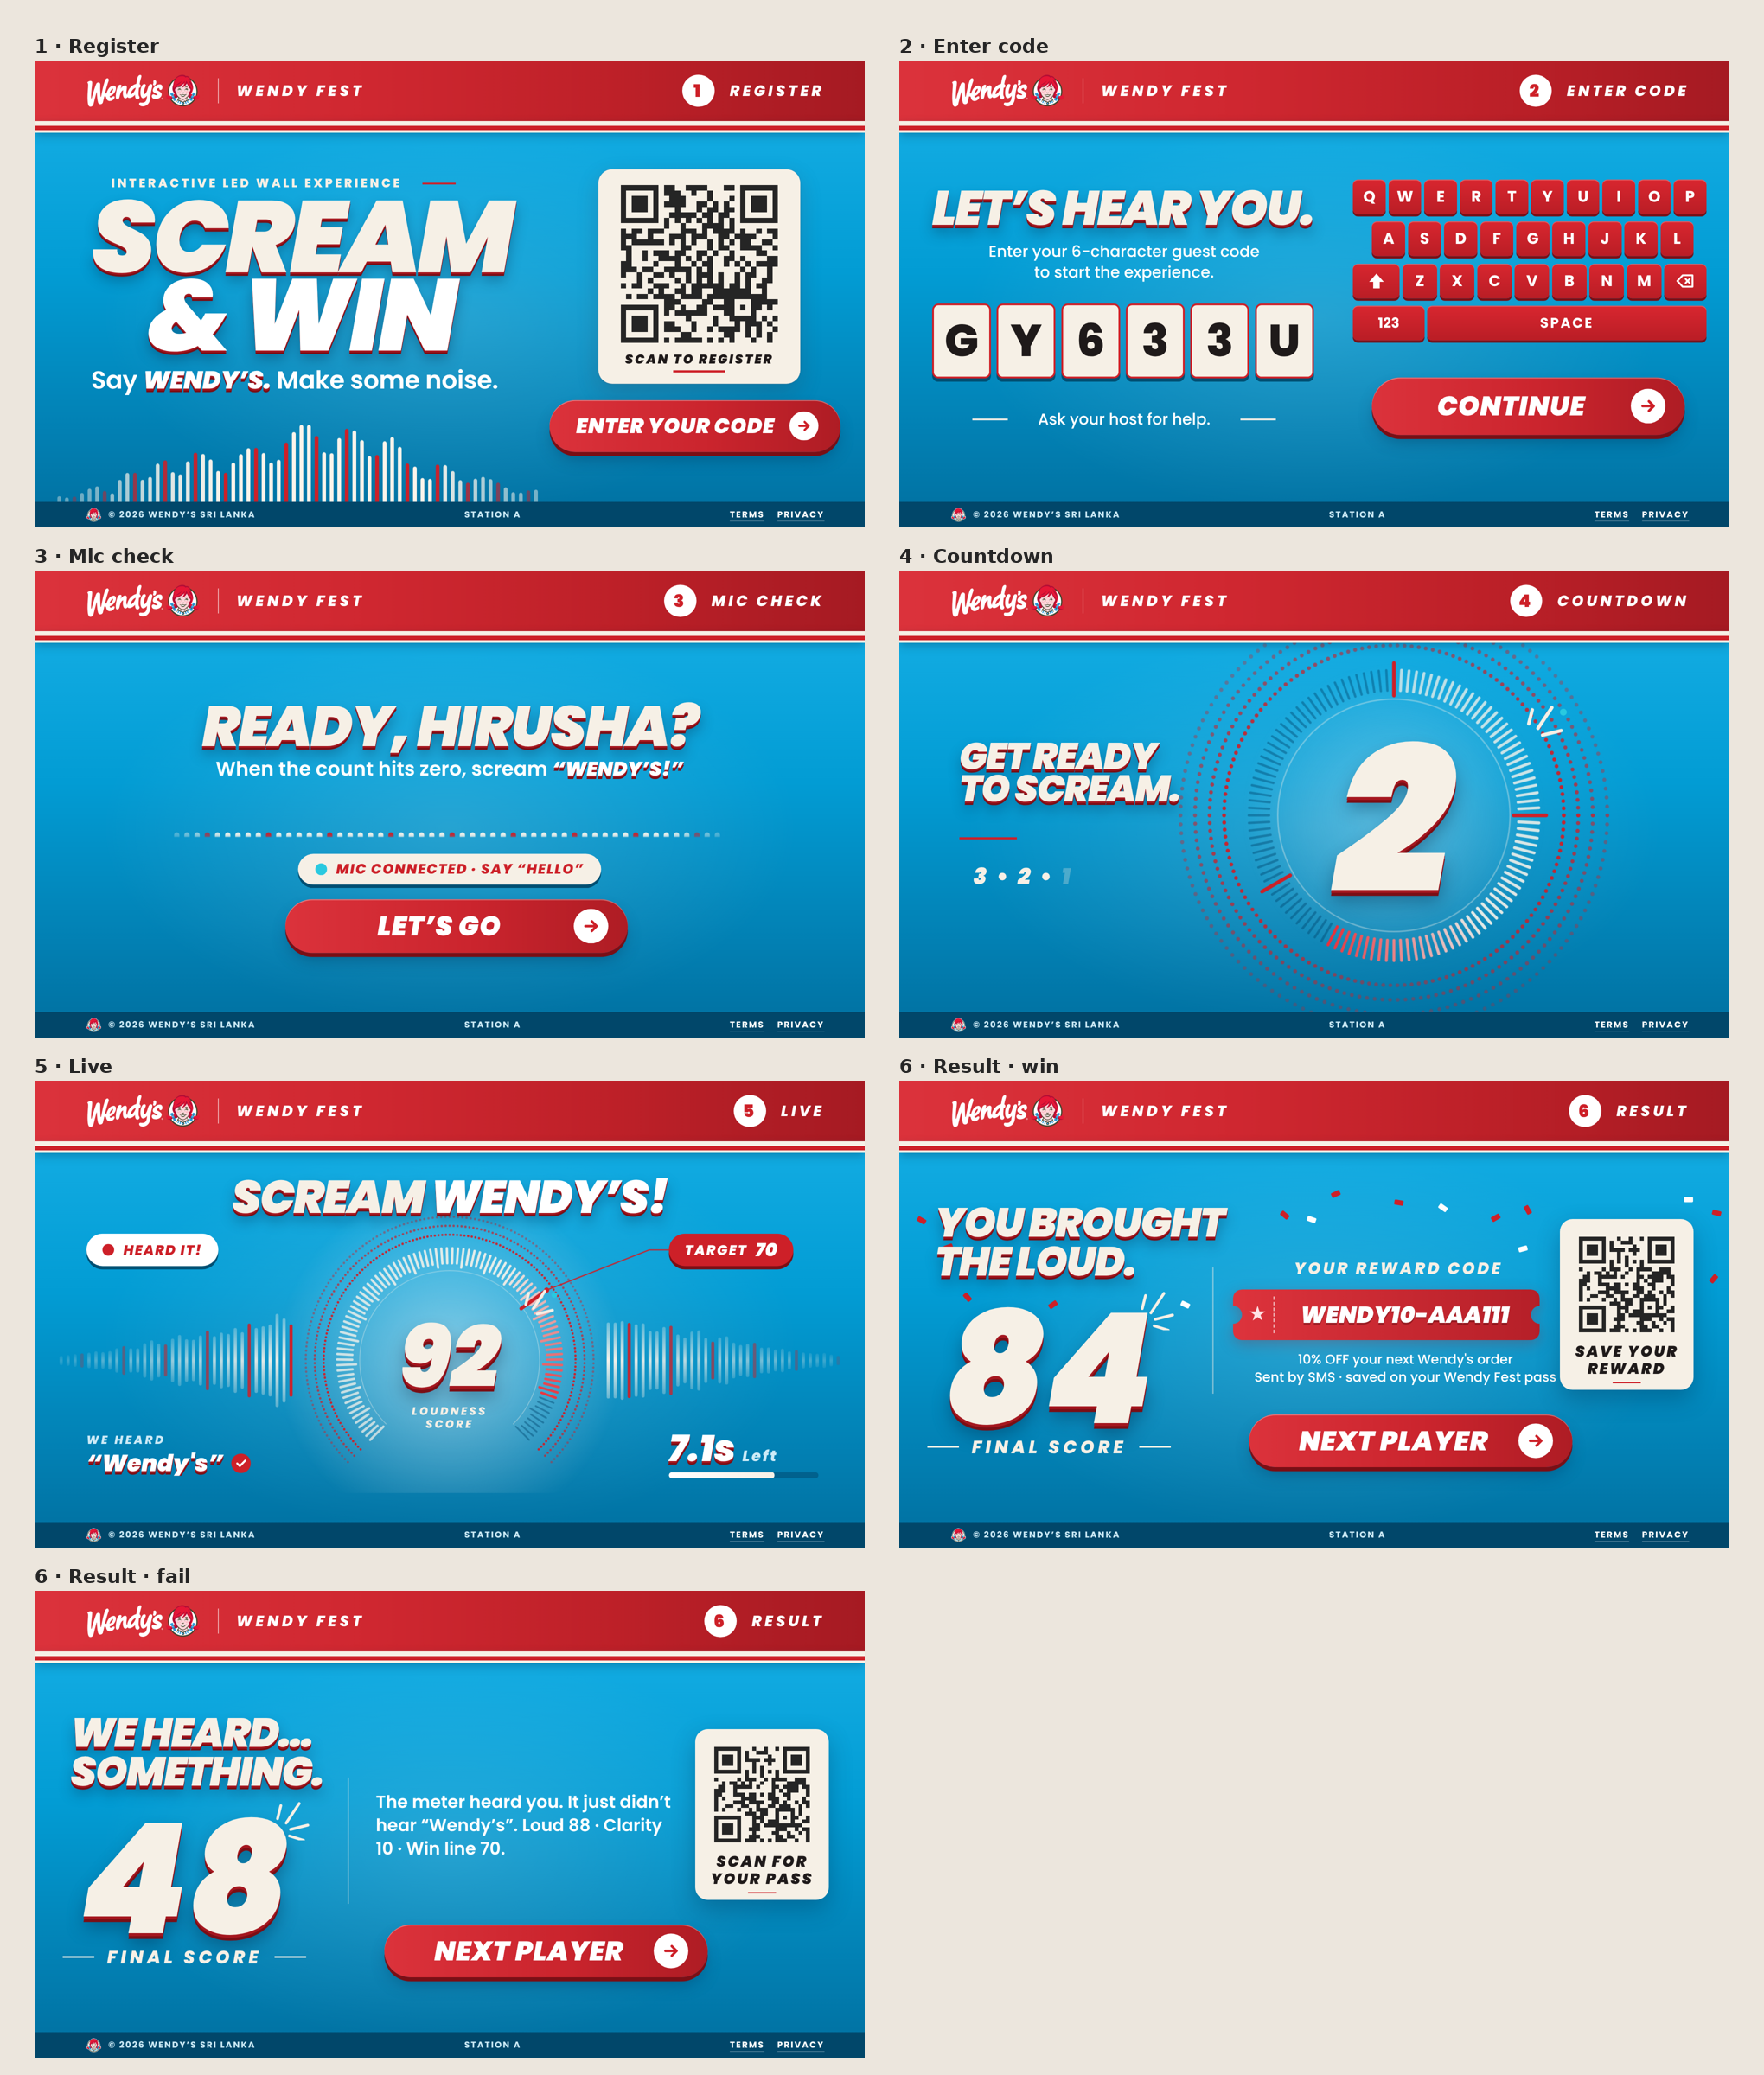 1 · Register
Wendy's WENDY FEST 1 REGISTER
INTERACTIVE LED WALL EXPERIENCE
SCREAM
& WIN
Say WENDY'S. Make some noise.
SCAN TO REGISTER
ENTER YOUR CODE
© 2026 WENDY'S SRI LANKA STATION A TERMS PRIVACY
2 · Enter code
Wendy's WENDY FEST 2 ENTER CODE
LET'S HEAR YOU.
Enter your 6-character guest code
to start the experience.
G Y 6 3 3 U
Ask your host for help.
Q W E R T Y U I O P
A S D F G H J K L
Z X C V B N M
123 SPACE
CONTINUE
© 2026 WENDY'S SRI LANKA STATION A TERMS PRIVACY
3 · Mic check
Wendy's WENDY FEST 3 MIC CHECK
READY, HIRUSHA?
When the count hits zero, scream “WENDY'S!”
MIC CONNECTED · SAY “HELLO”
LET'S GO
© 2026 WENDY'S SRI LANKA STATION A TERMS PRIVACY
4 · Countdown
Wendy's WENDY FEST 4 COUNTDOWN
GET READY
TO SCREAM.
3 • 2 • 1
2
© 2026 WENDY'S SRI LANKA STATION A TERMS PRIVACY
5 · Live
Wendy's WENDY FEST 5 LIVE
SCREAM WENDY'S!
HEARD IT!
TARGET 70
92
LOUDNESS
SCORE
WE HEARD
“Wendy's”
7.1s Left
© 2026 WENDY'S SRI LANKA STATION A TERMS PRIVACY
6 · Result · win
Wendy's WENDY FEST 6 RESULT
YOU BROUGHT
THE LOUD.
84
FINAL SCORE
YOUR REWARD CODE
WENDY10-AAA111
10% OFF your next Wendy's order
Sent by SMS · saved on your Wendy Fest pass
SAVE YOUR
REWARD
NEXT PLAYER
© 2026 WENDY'S SRI LANKA STATION A TERMS PRIVACY
6 · Result · fail
Wendy's WENDY FEST 6 RESULT
WE HEARD...
SOMETHING.
48
FINAL SCORE
The meter heard you. It just didn't
hear “Wendy's”. Loud 88 · Clarity
10 · Win line 70.
SCAN FOR
YOUR PASS
NEXT PLAYER
© 2026 WENDY'S SRI LANKA STATION A TERMS PRIVACY